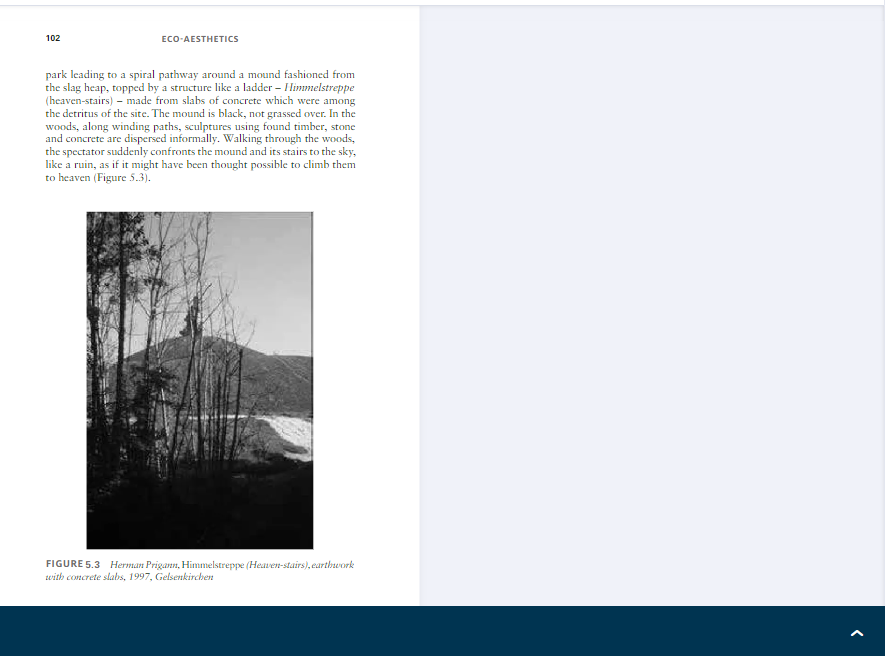 102 ECO-AESTHETICS
park leading to a spiral pathway around a mound fashioned from
the slag heap, topped by a structure like a ladder – Himmelstreppe
(heaven-stairs) – made from slabs of concrete which were among
the detritus of the site. The mound is black, not grassed over. In the
woods, along winding paths, sculptures using found timber, stone
and concrete are dispersed informally. Walking through the woods,
the spectator suddenly confronts the mound and its stairs to the sky,
like a ruin, as if it might have been thought possible to climb them
to heaven (Figure 5.3).
FIGURE 5.3 Herman Prigann, Himmelstreppe (Heaven-stairs), earthwork
with concrete slabs, 1997, Gelsenkirchen